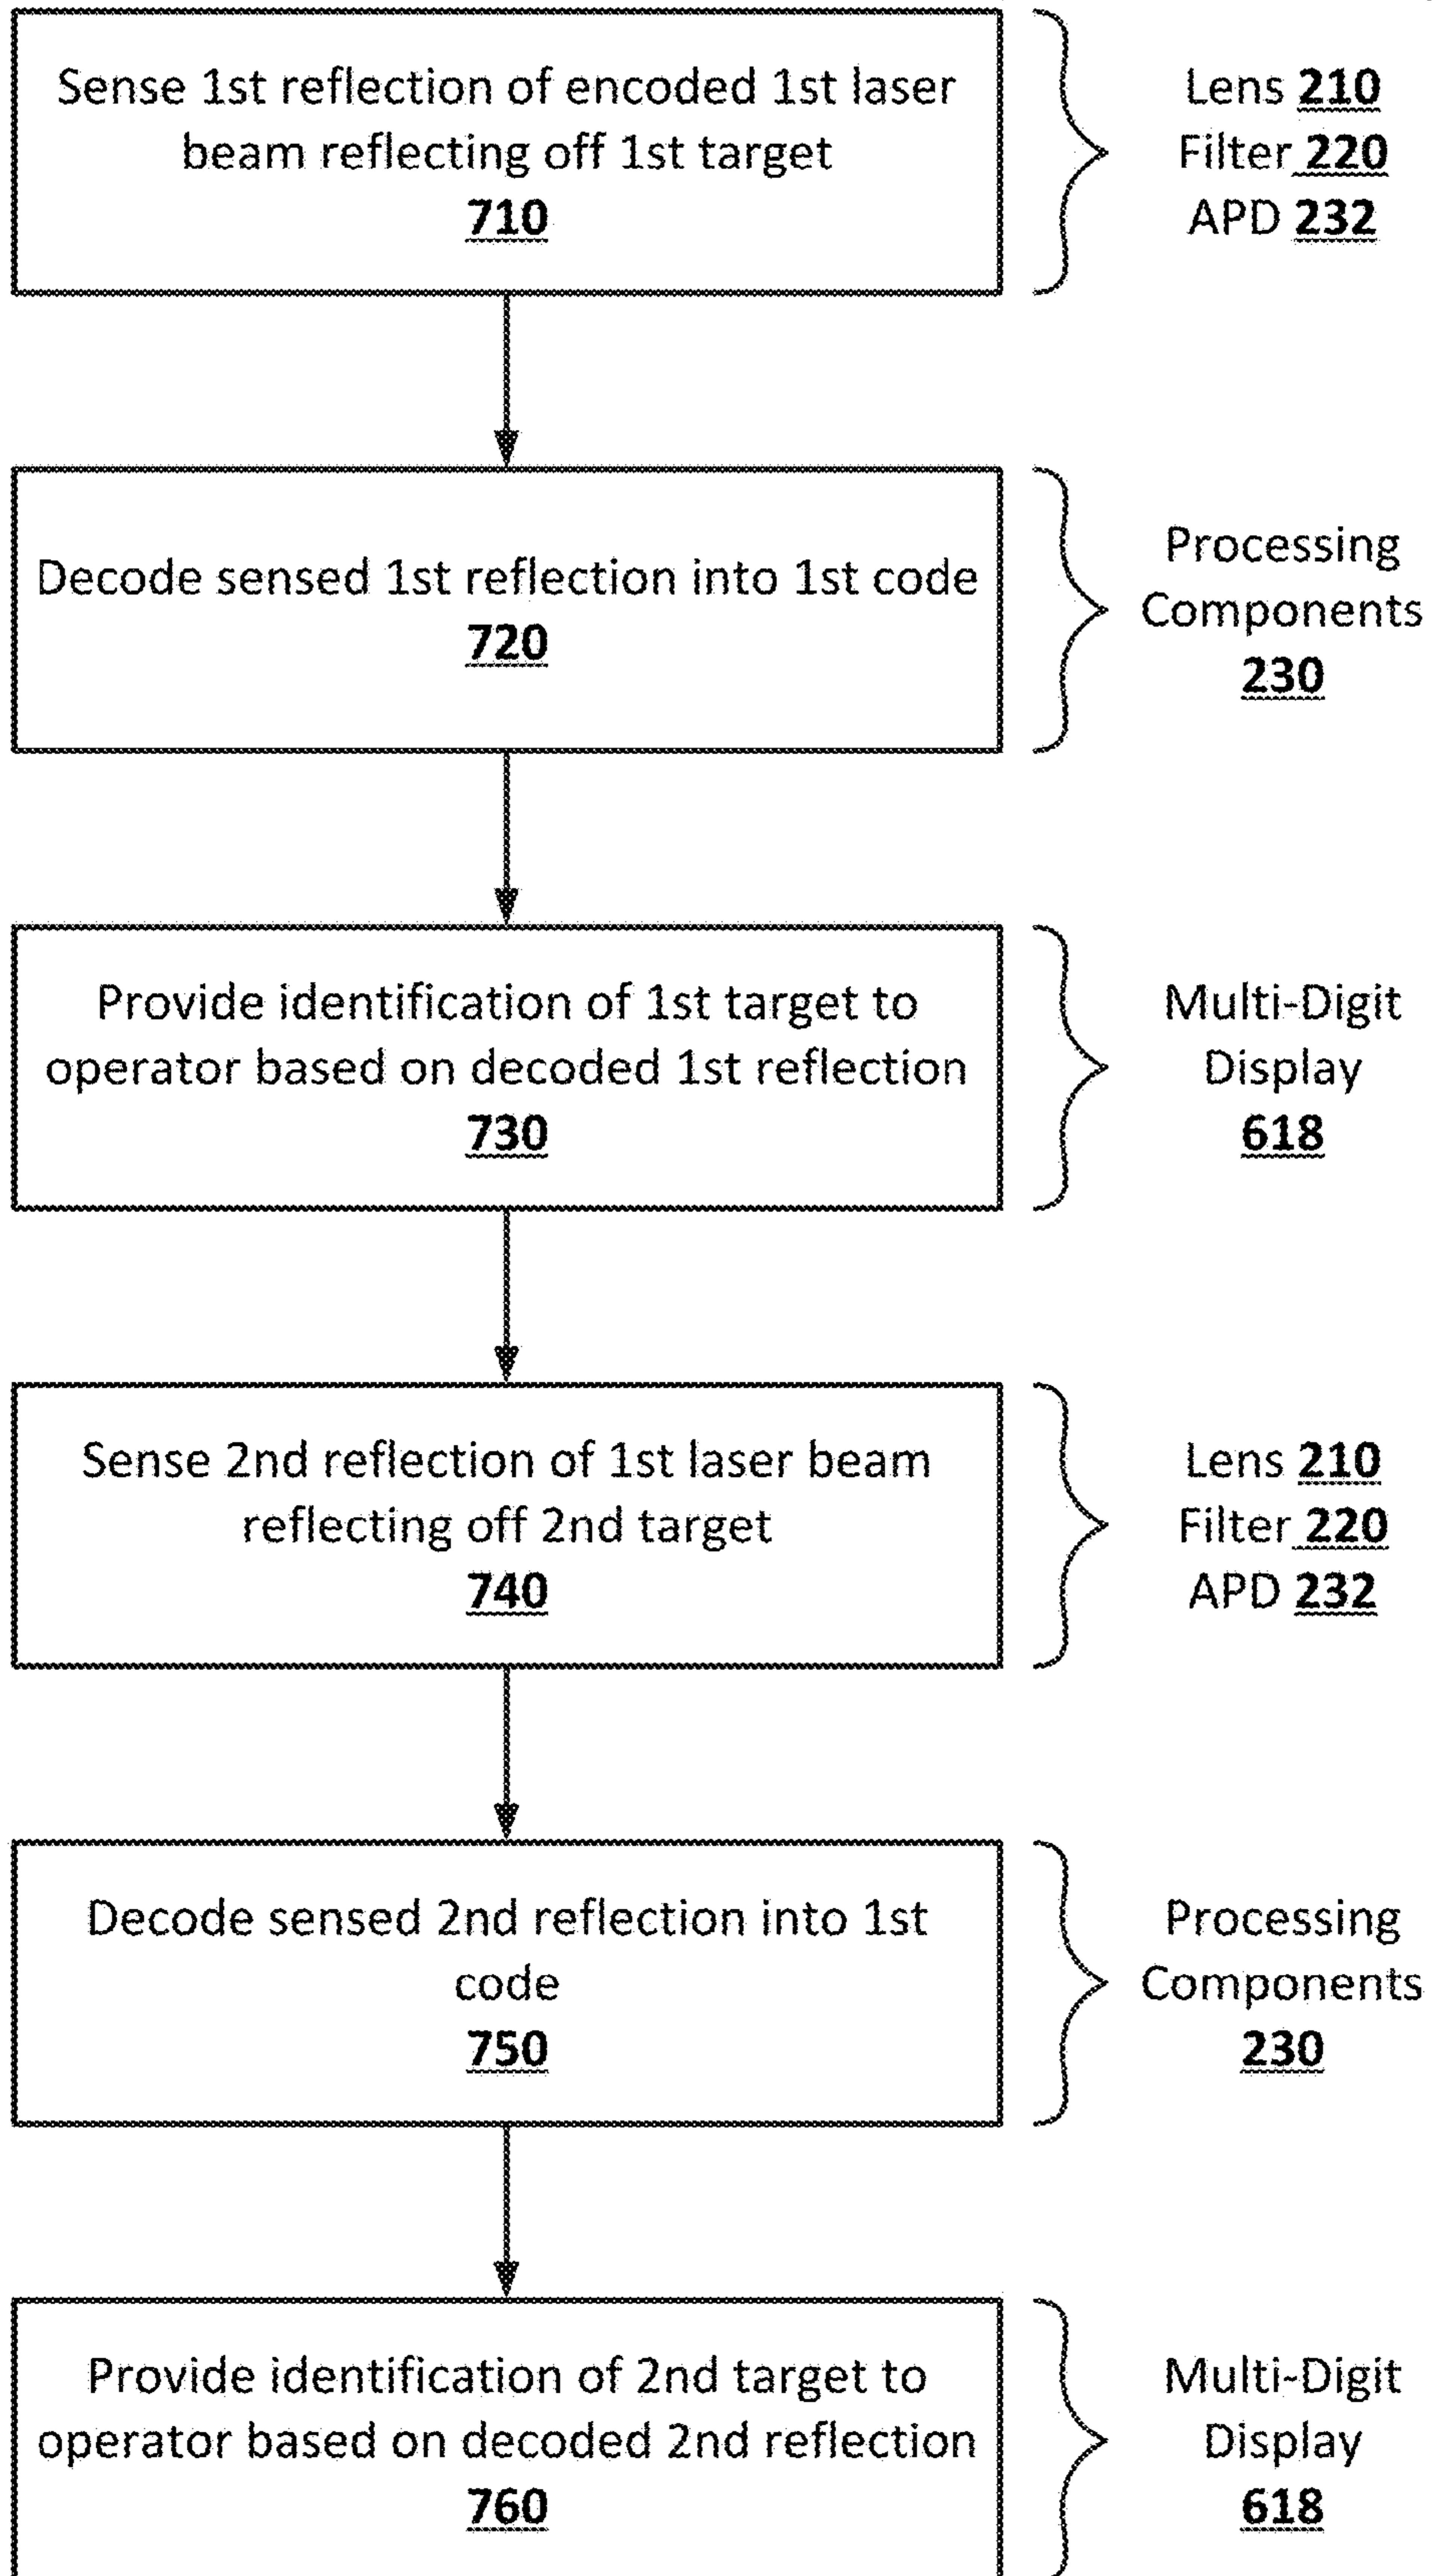 Sense 1st reflection of encoded 1st laser
beam reflecting off 1st target
710
Lens 210
Filter 220
APD 232
Decode sensed 1st reflection into 1st code
720
Processing
Components
230
Provide identification of 1st target to
operator based on decoded 1st reflection
730
Multi-Digit
Display
618
Sense 2nd reflection of 1st laser beam
reflecting off 2nd target
740
Lens 210
Filter 220
APD 232
Decode sensed 2nd reflection into 1st
code
750
Processing
Components
230
Provide identification of 2nd target to
operator based on decoded 2nd reflection
760
Multi-Digit
Display
618